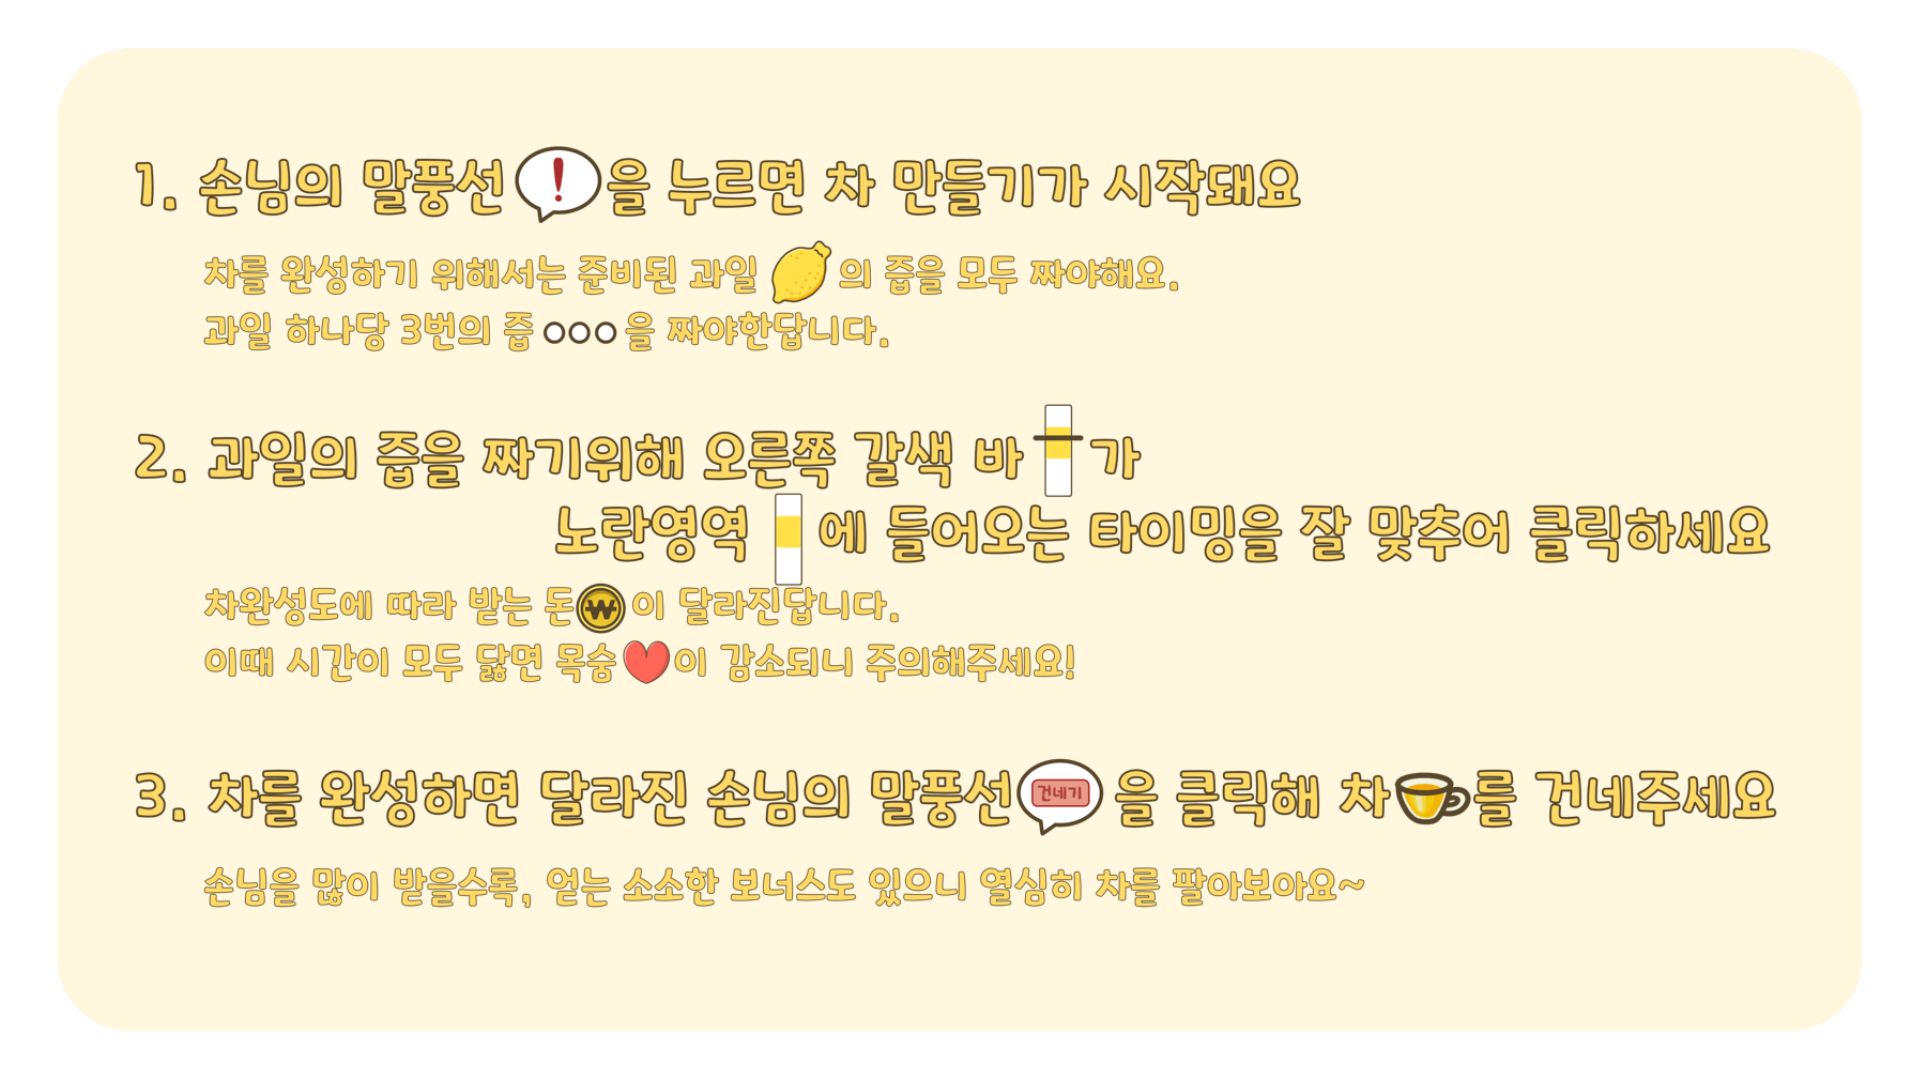 1. 손님의 말풍선 ! 을 누르면 차 만들기가 시작돼요
차를 완성하기 위해서는 준비된 과일 의 즙을 모두 짜야해요.
과일 하나당 3번의 즙 ○○○ 을 짜야한답니다.
2. 과일의 즙을 짜기위해 오른쪽 갈색 바 가
노란영역 에 들어오는 타이밍을 잘 맞추어 클릭하세요
차완성도에 따라 받는 돈 ₩ 이 달라진답니다.
이때 시간이 모두 닳면 목숨 이 감소되니 주의해주세요!
3. 차를 완성하면 달라진 손님의 말풍선 건네기 을 클릭해 차 를 건네주세요
손님을 많이 받을수록, 얻는 소소한 보너스도 있으니 열심히 차를 팔아보아요~